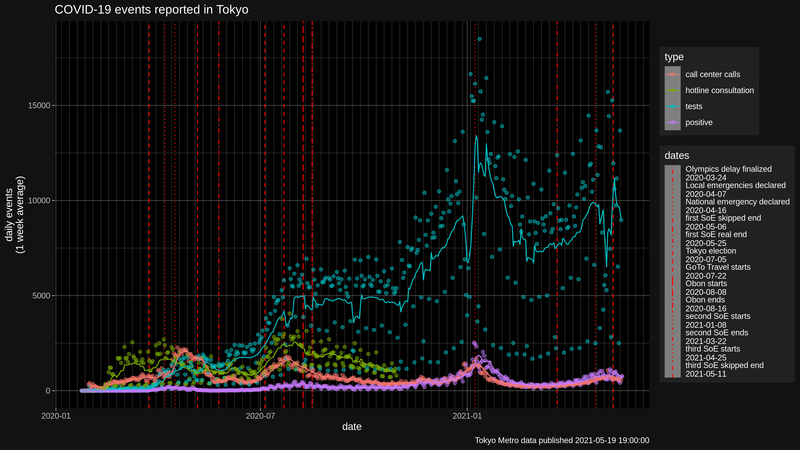 COVID-19 events reported in Tokyo
daily events
(1 week average)
15000
10000
5000
0
2020-01
2020-07
2021-01
date
type
call center calls
hotline consultation
tests
positive
dates
Olympics delay finalized
2020-03-24
Local emergencies declared
2020-04-07
National emergency declared
2020-04-16
first SoE skipped end
2020-05-06
first SoE real end
2020-05-25
Tokyo election
2020-07-05
GoTo Travel starts
2020-07-22
Obon starts
2020-08-08
Obon ends
2020-08-16
second SoE starts
2021-01-08
second SoE ends
2021-03-22
third SoE starts
2021-04-25
third SoE skipped end
2021-05-11
Tokyo Metro data published 2021-05-19 19:00:00